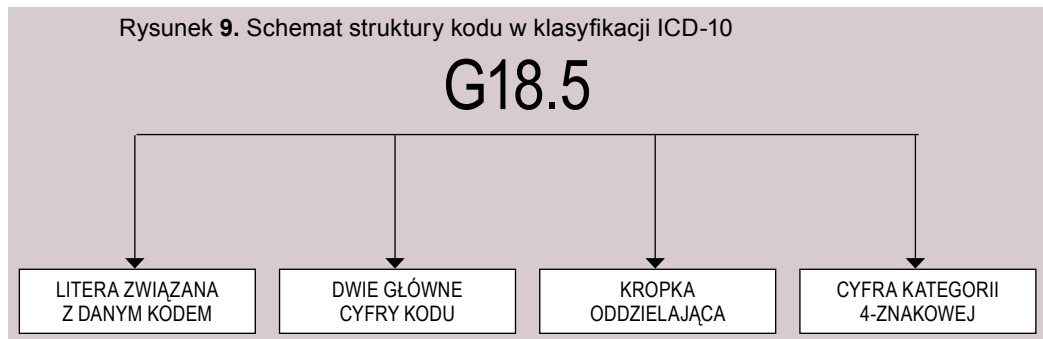 Rysunek 9. Schemat struktury kodu w klasyfikacji ICD-10
G18.5
LITERA ZWIĄZANA
Z DANYM KODEM
DWIE GŁÓWNE
CYFRY KODU
KROPKA
ODDZIELAJĄCA
CYFRA KATEGORII
4-ZNAKOWEJ